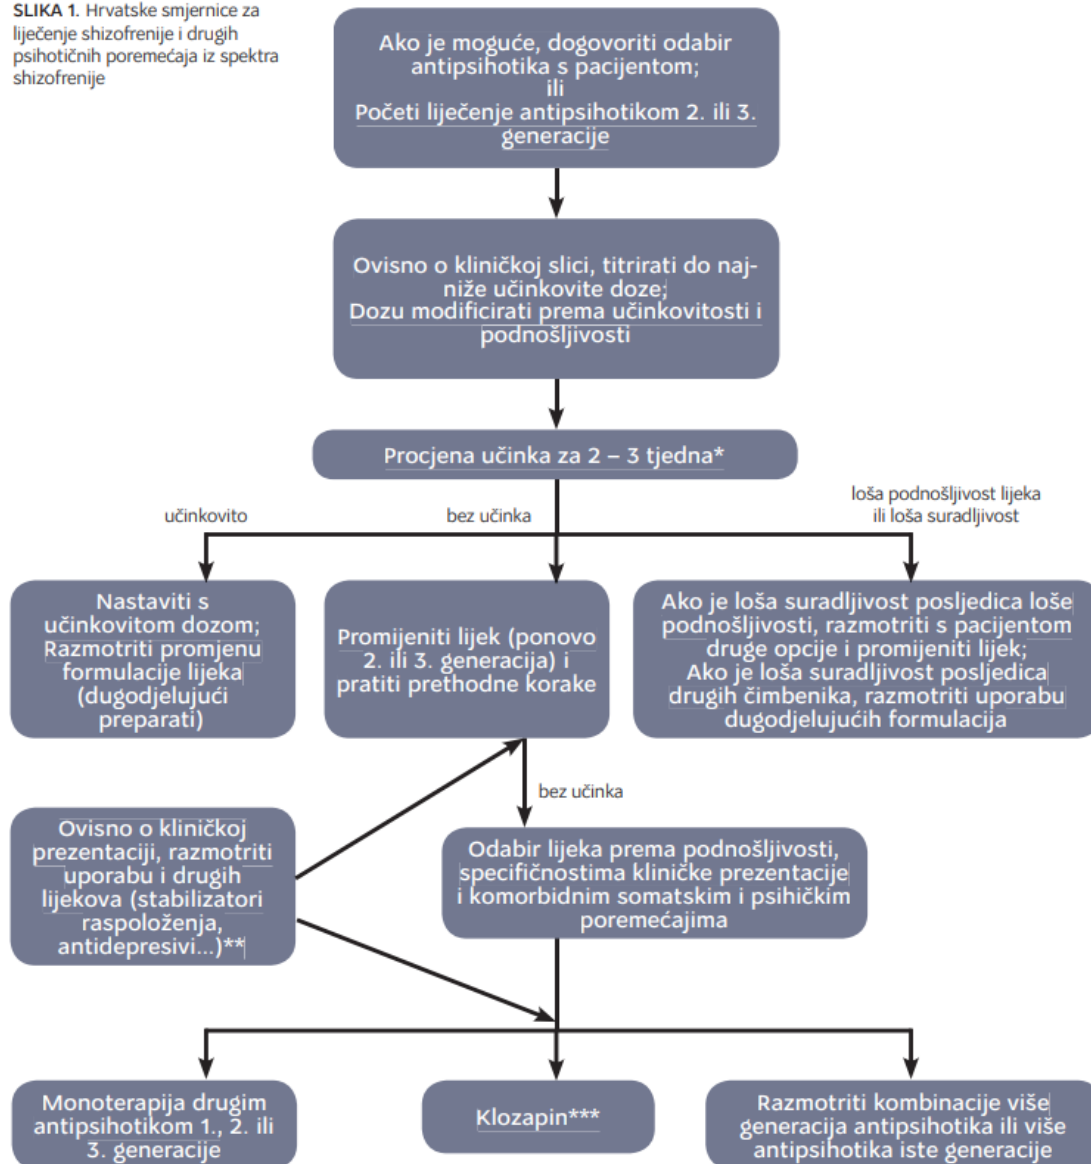 SLIKA 1. Hrvatske smjernice za
liječenje shizofrenije i drugih
psihotičnih poremećaja iz spektra
shizofrenije
Ako je moguće, dogovoriti odabir
antipsihotika s pacijentom;
ili
Početi liječenje antipsihotikom 2. ili 3.
generacije
Ovisno o kliničkoj slici, titrirati do naj-
niže učinkovite doze;
Dozu modificirati prema učinkovitosti i
podnošljivosti
Procjena učinka za 2 – 3 tjedna*
učinkovito
bez učinka
loša podnošljivost lijeka
ili loša suradljivost
Nastaviti s
učinkovitom dozom;
Razmotriti promjenu
formulacije lijeka
(dugodjelujući
preparati)
Promijeniti lijek (ponovo
2. ili 3. generacija) i
pratiti prethodne korake
Ako je loša suradljivost posljedica loše
podnošljivosti, razmotriti s pacijentom
druge opcije i promijeniti lijek;
Ako je loša suradljivost posljedica
drugih čimbenika, razmotriti uporabu
dugodjelujućih formulacija
bez učinka
Ovisno o kliničkoj
prezentaciji, razmotriti
uporabu i drugih
lijekova (stabilizatori
raspoloženja,
antidepresivi...)**
Odabir lijeka prema podnošljivosti,
specifičnostima kliničke prezentacije
i komorbidnim somatskim i psihičkim
poremećajima
Monoterapija drugim
antipsihotikom 1., 2. ili
3. generacije
Klozapin***
Razmotriti kombinacije više
generacija antipsihotika ili više
antipsihotika iste generacije